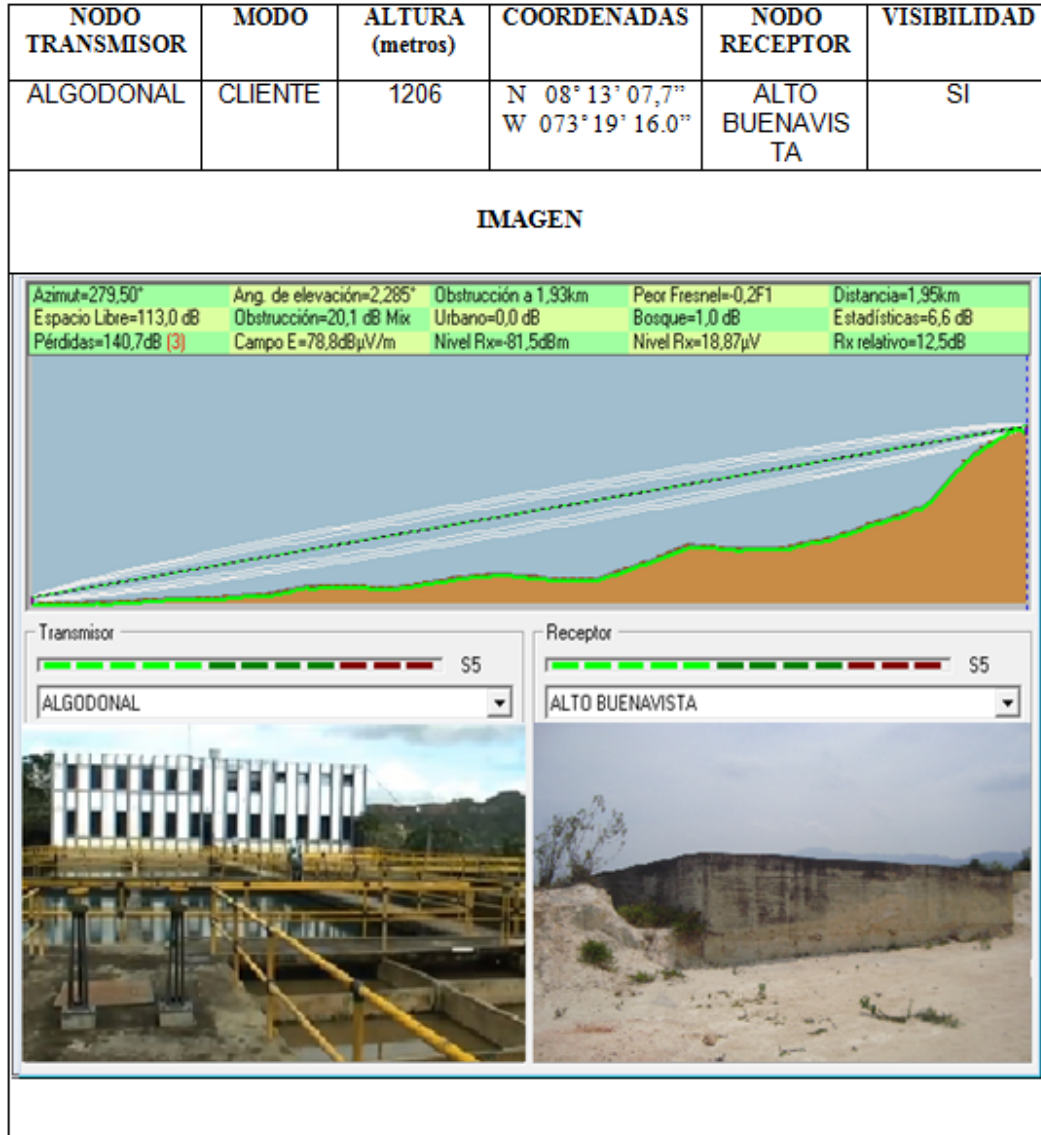 NODO MODO ALTURA COORDENADAS NODO VISIBILIDAD
TRANSMISOR (metros) RECEPTOR
ALGODONAL CLIENTE 1206 N 08° 13’ 07,7” ALTO SI
W 073° 19’ 16.0” BUENAVIS
TA
IMAGEN
Azimut=279,50° Ang. de elevación=2,285° Obstrucción a 1,93km Peor Fresnel=-0,2F1 Distancia=1,95km
Espacio Libre=113,0 dB Obstrucción=20,1 dB Mix Urbano=0,0 dB Bosque=1,0 dB Estadísticas=6,6 dB
Pérdidas=140,7dB (3) Campo E=78,8dBµV/m Nivel Rx=-81,5dBm Nivel Rx=18,87µV Rx relativo=12,5dB
Transmisor Receptor
S5 S5
ALGODONAL ALTO BUENAVISTA